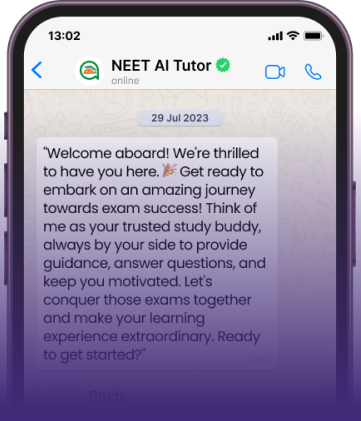 13:02
NEET AI Tutor
online
29 Jul 2023
"Welcome aboard! We're thrilled
to have you here. 🎉 Get ready to
embark on an amazing journey
towards exam success! Think of
me as your trusted study buddy,
always by your side to provide
guidance, answer questions, and
keep you motivated. Let's
conquer those exams together
and make your learning
experience extraordinary. Ready
to get started?"
Study